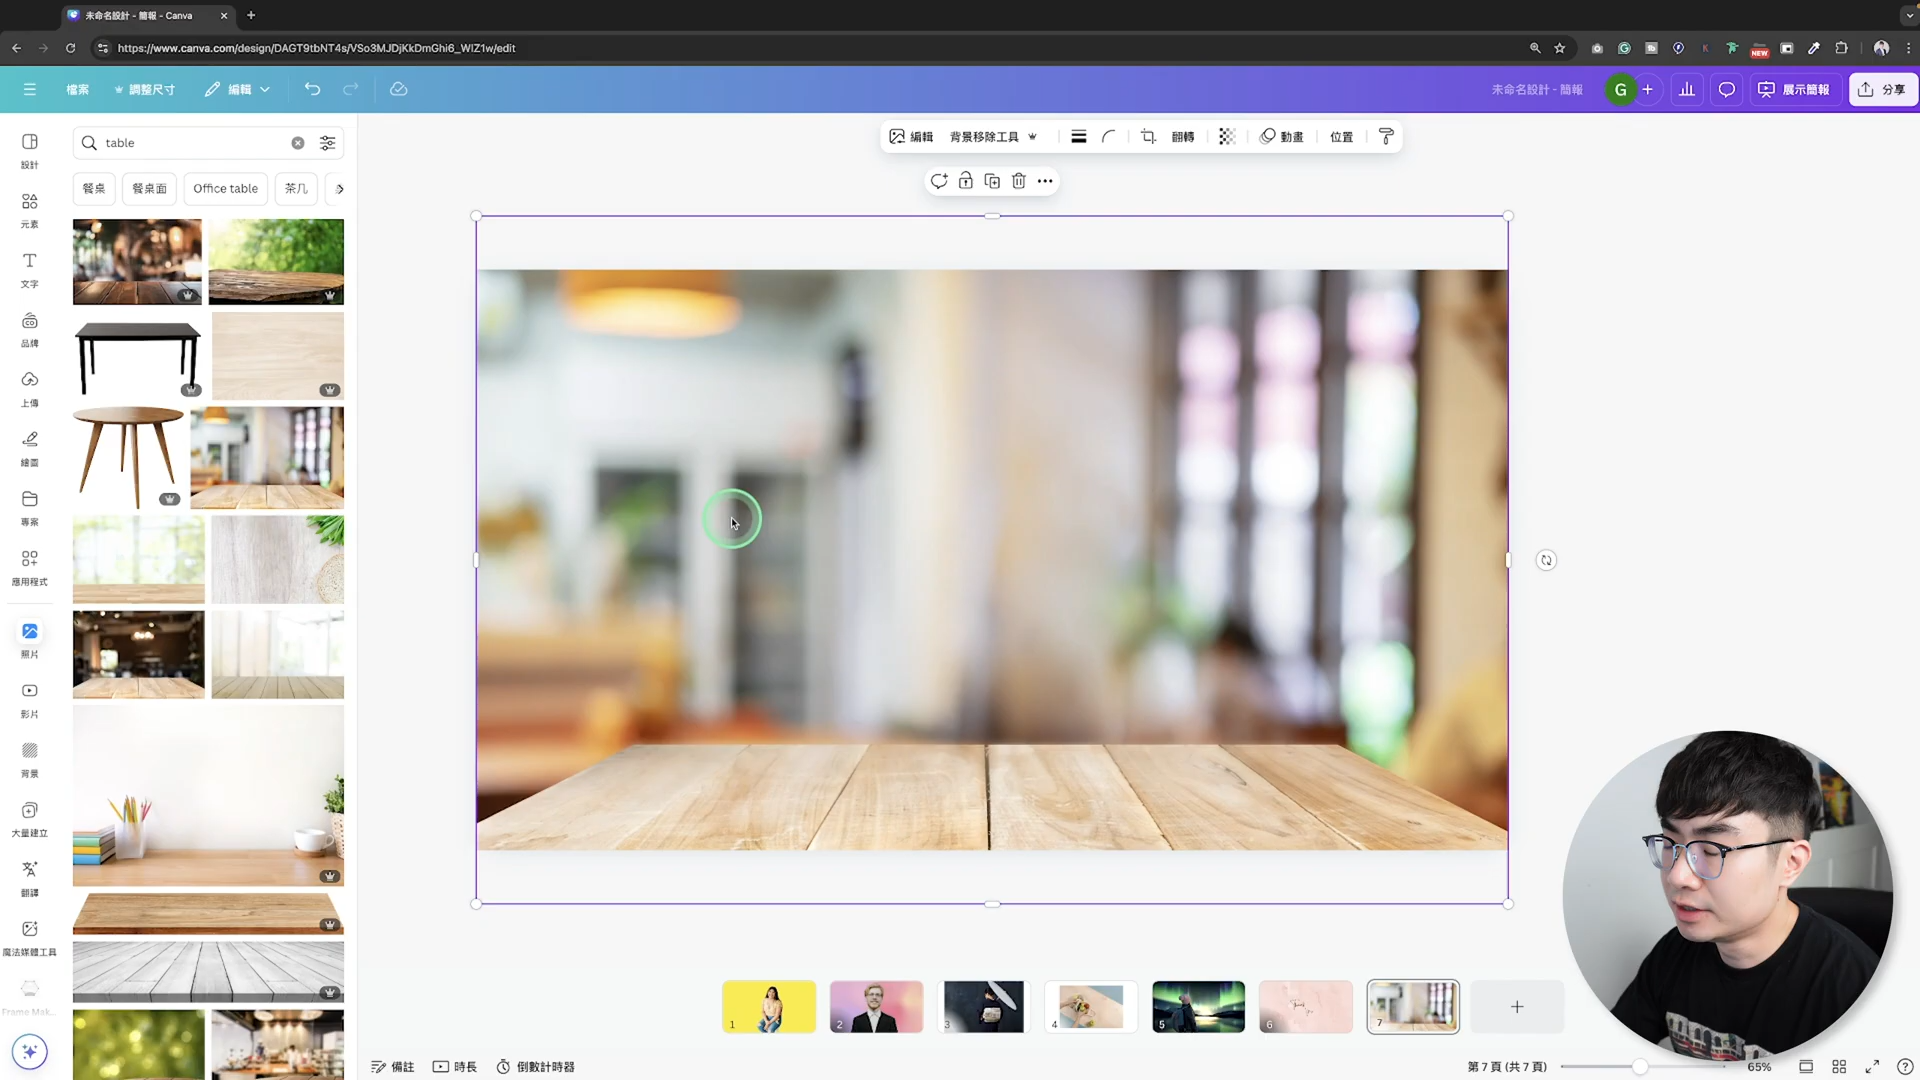 未命名設計 - 簡報 - Canva
https://www.canva.com/design/DAGT9tbNT4s/VSo3MJDjKkDmGhi6_WIZ1w/edit
NEW
檔案
調整尺寸
編輯
未命名設計 - 簡報
G
展示簡報
分享
設計
元素
文字
品牌
上傳
繪圖
專案
應用程式
照片
影片
背景
大量建立
翻譯
魔法媒體工具
Frame Mak...
table
餐桌
餐桌面
Office table
茶几
編輯
背景移除工具
翻轉
動畫
位置
1
2
3
4
5
6
7
備註
時長
倒數計時器
第 7 頁 (共 7 頁)
65%